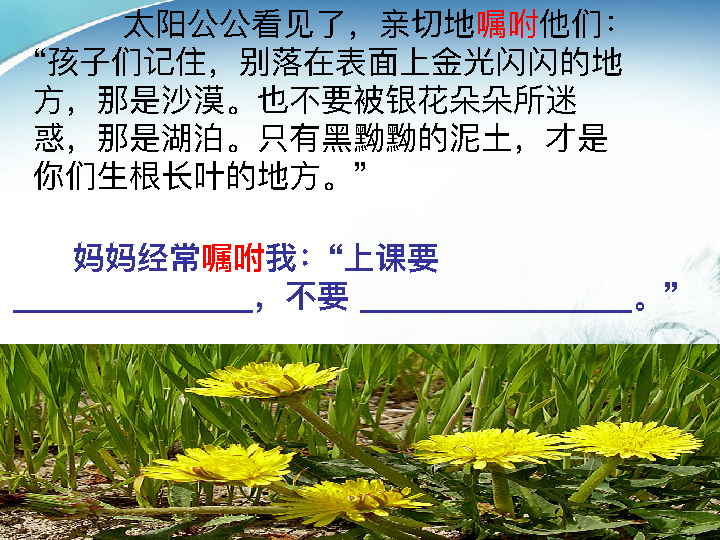 太阳公公看见了，亲切地嘱咐他们：
“孩子们记住，别落在表面上金光闪闪的地
方，那是沙漠。也不要被银花朵朵所迷
惑，那是湖泊。只有黑黝黝的泥土，才是
你们生根长叶的地方。”
妈妈经常嘱咐我：“上课要
_______________，不要 _________________。”